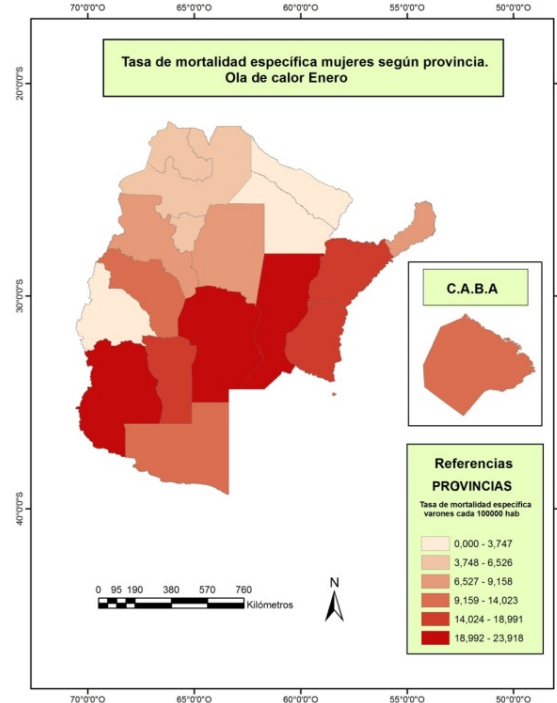 70°0'0"O 65°0'0"O 60°0'0"O 55°0'0"O 50°0'0"O
Tasa de mortalidad específica mujeres según provincia.
Ola de calor Enero
20°0'0"S
30°0'0"S
40°0'0"S
C.A.B.A
Referencias
PROVINCIAS
Tasa de mortalidad específica
varones cada 100000 hab
0,000 - 3,747
3,748 - 6,526
6,527 - 9,158
9,159 - 14,023
14,024 - 18,991
18,992 - 23,918
N
0 95 190 380 570 760
Kilómetros
70°0'0"O 65°0'0"O 60°0'0"O 55°0'0"O 50°0'0"O